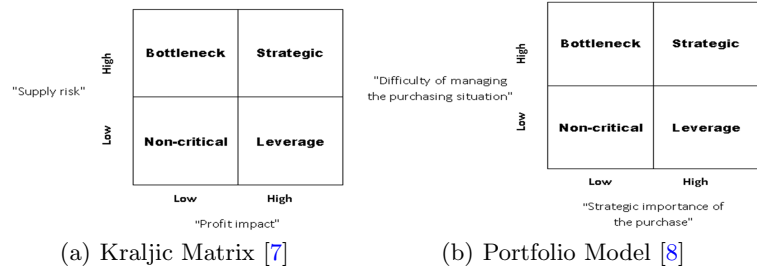 High
Bottleneck Strategic
"Supply risk"
Low
Non-critical Leverage
Low High
"Profit impact"
(a) Kraljic Matrix [7]
High
Bottleneck Strategic
"Difficulty of managing
the purchasing situation"
Low
Non-critical Leverage
Low High
"Strategic importance of
the purchase"
(b) Portfolio Model [8]